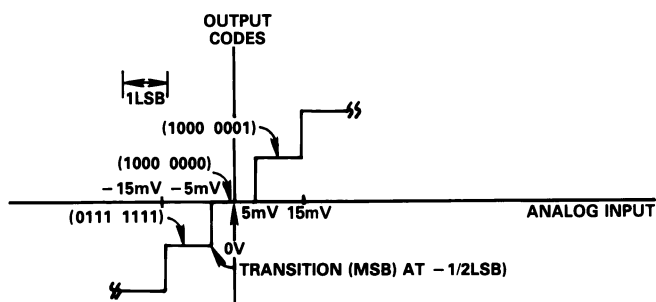 OUTPUT
CODES
1LSB
(1000 0001)
(1000 0000)
−15mV −5mV
5mV 15mV
ANALOG INPUT
(0111 1111)
0V
TRANSITION (MSB) AT −1/2LSB)